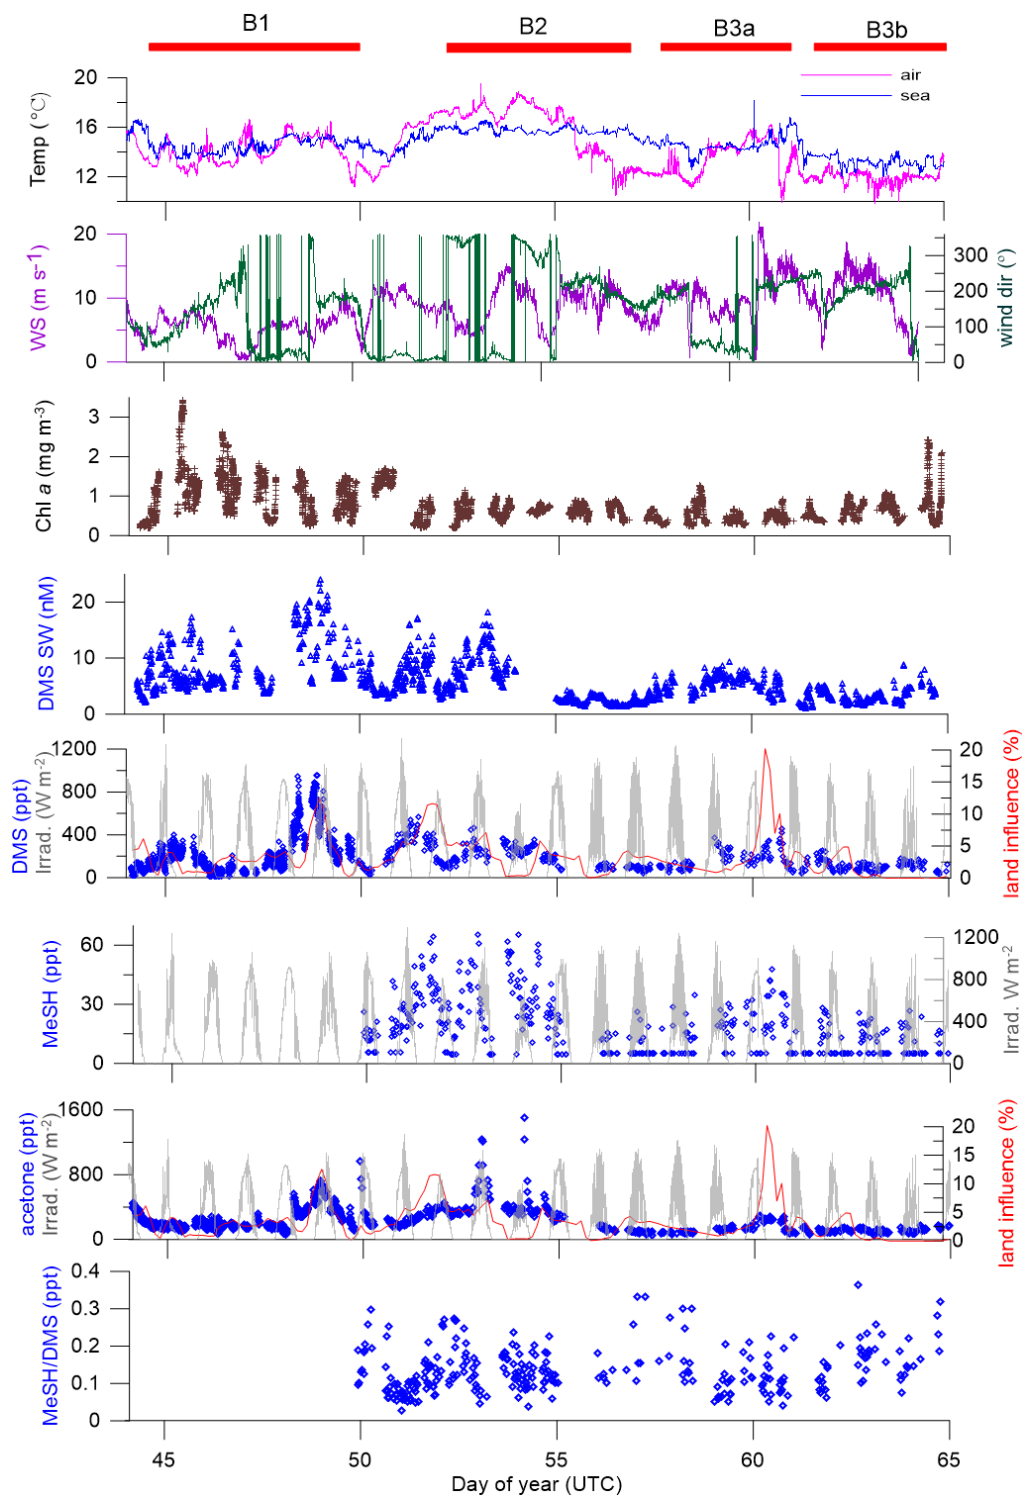 B1 B2 B3a B3b
20
16
12
Temp (°C)
air
sea
20
10
0
WS (m s-1)
300
200
100
0
wind dir (°)
3
2
1
0
Chl a (mg m-3)
20
10
0
DMS SW (nM)
1200
800
400
0
DMS (ppt)
Irrad. (W m-2)
20
15
10
5
0
land influence (%)
60
30
0
MeSH (ppt)
1200
800
400
0
Irrad. W m-2
1600
800
0
acetone (ppt)
Irrad. (W m-2)
20
15
10
5
0
land influence (%)
0.4
0.3
0.2
0.1
0
MeSH/DMS (ppt)
45 50 55 60 65
Day of year (UTC)